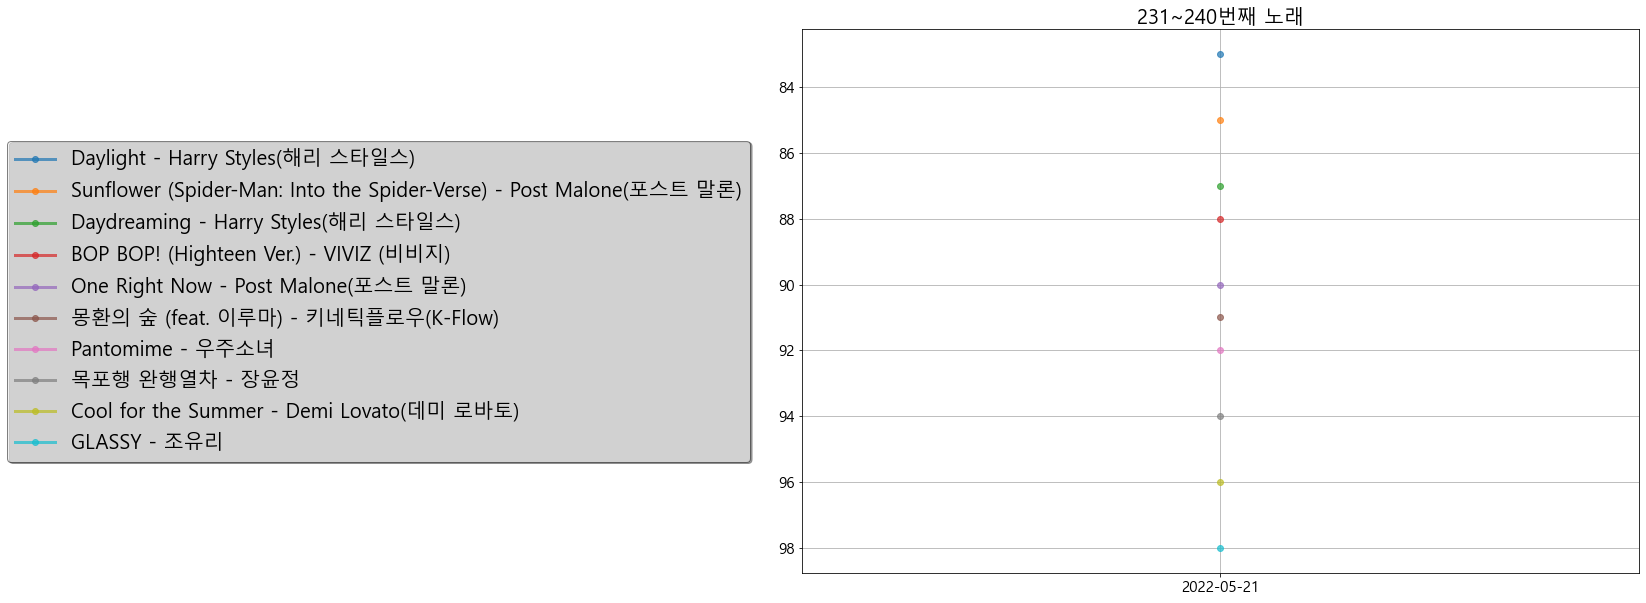 231~240번째 노래
Daylight - Harry Styles(해리 스타일스)
Sunflower (Spider-Man: Into the Spider-Verse) - Post Malone(포스트 말론)
Daydreaming - Harry Styles(해리 스타일스)
BOP BOP! (Highteen Ver.) - VIVIZ (비비지)
One Right Now - Post Malone(포스트 말론)
몽환의 숲 (feat. 이루마) - 키네틱플로우(K-Flow)
Pantomime - 우주소녀
목포행 완행열차 - 장윤정
Cool for the Summer - Demi Lovato(데미 로바토)
GLASSY - 조유리
84
86
88
90
92
94
96
98
2022-05-21